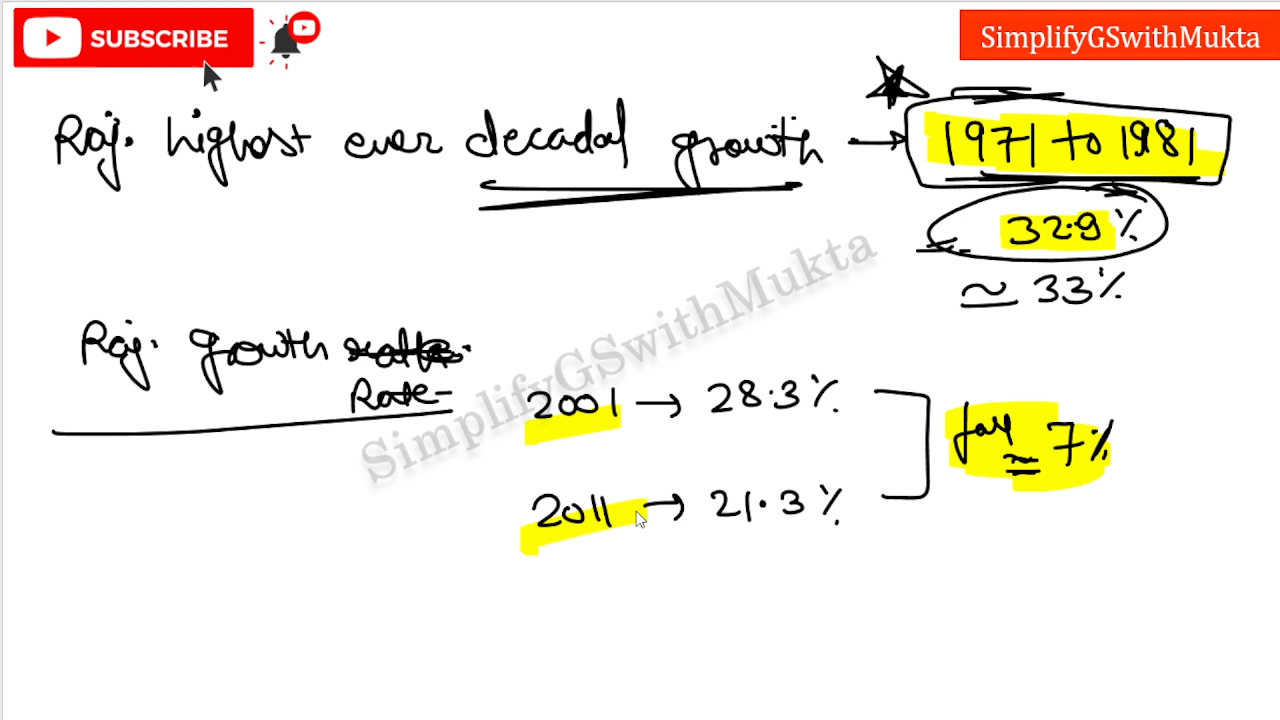 SUBSCRIBE
SimplifyGSwithMukta
Raj. highest ever decadal growth → 1971 to 1981
32.9%
≃ 33%
Raj. growth
Rate
2001 → 28.3%
fall ≃ 7%
2011 → 21.3%
SimplifyGSwithMukta